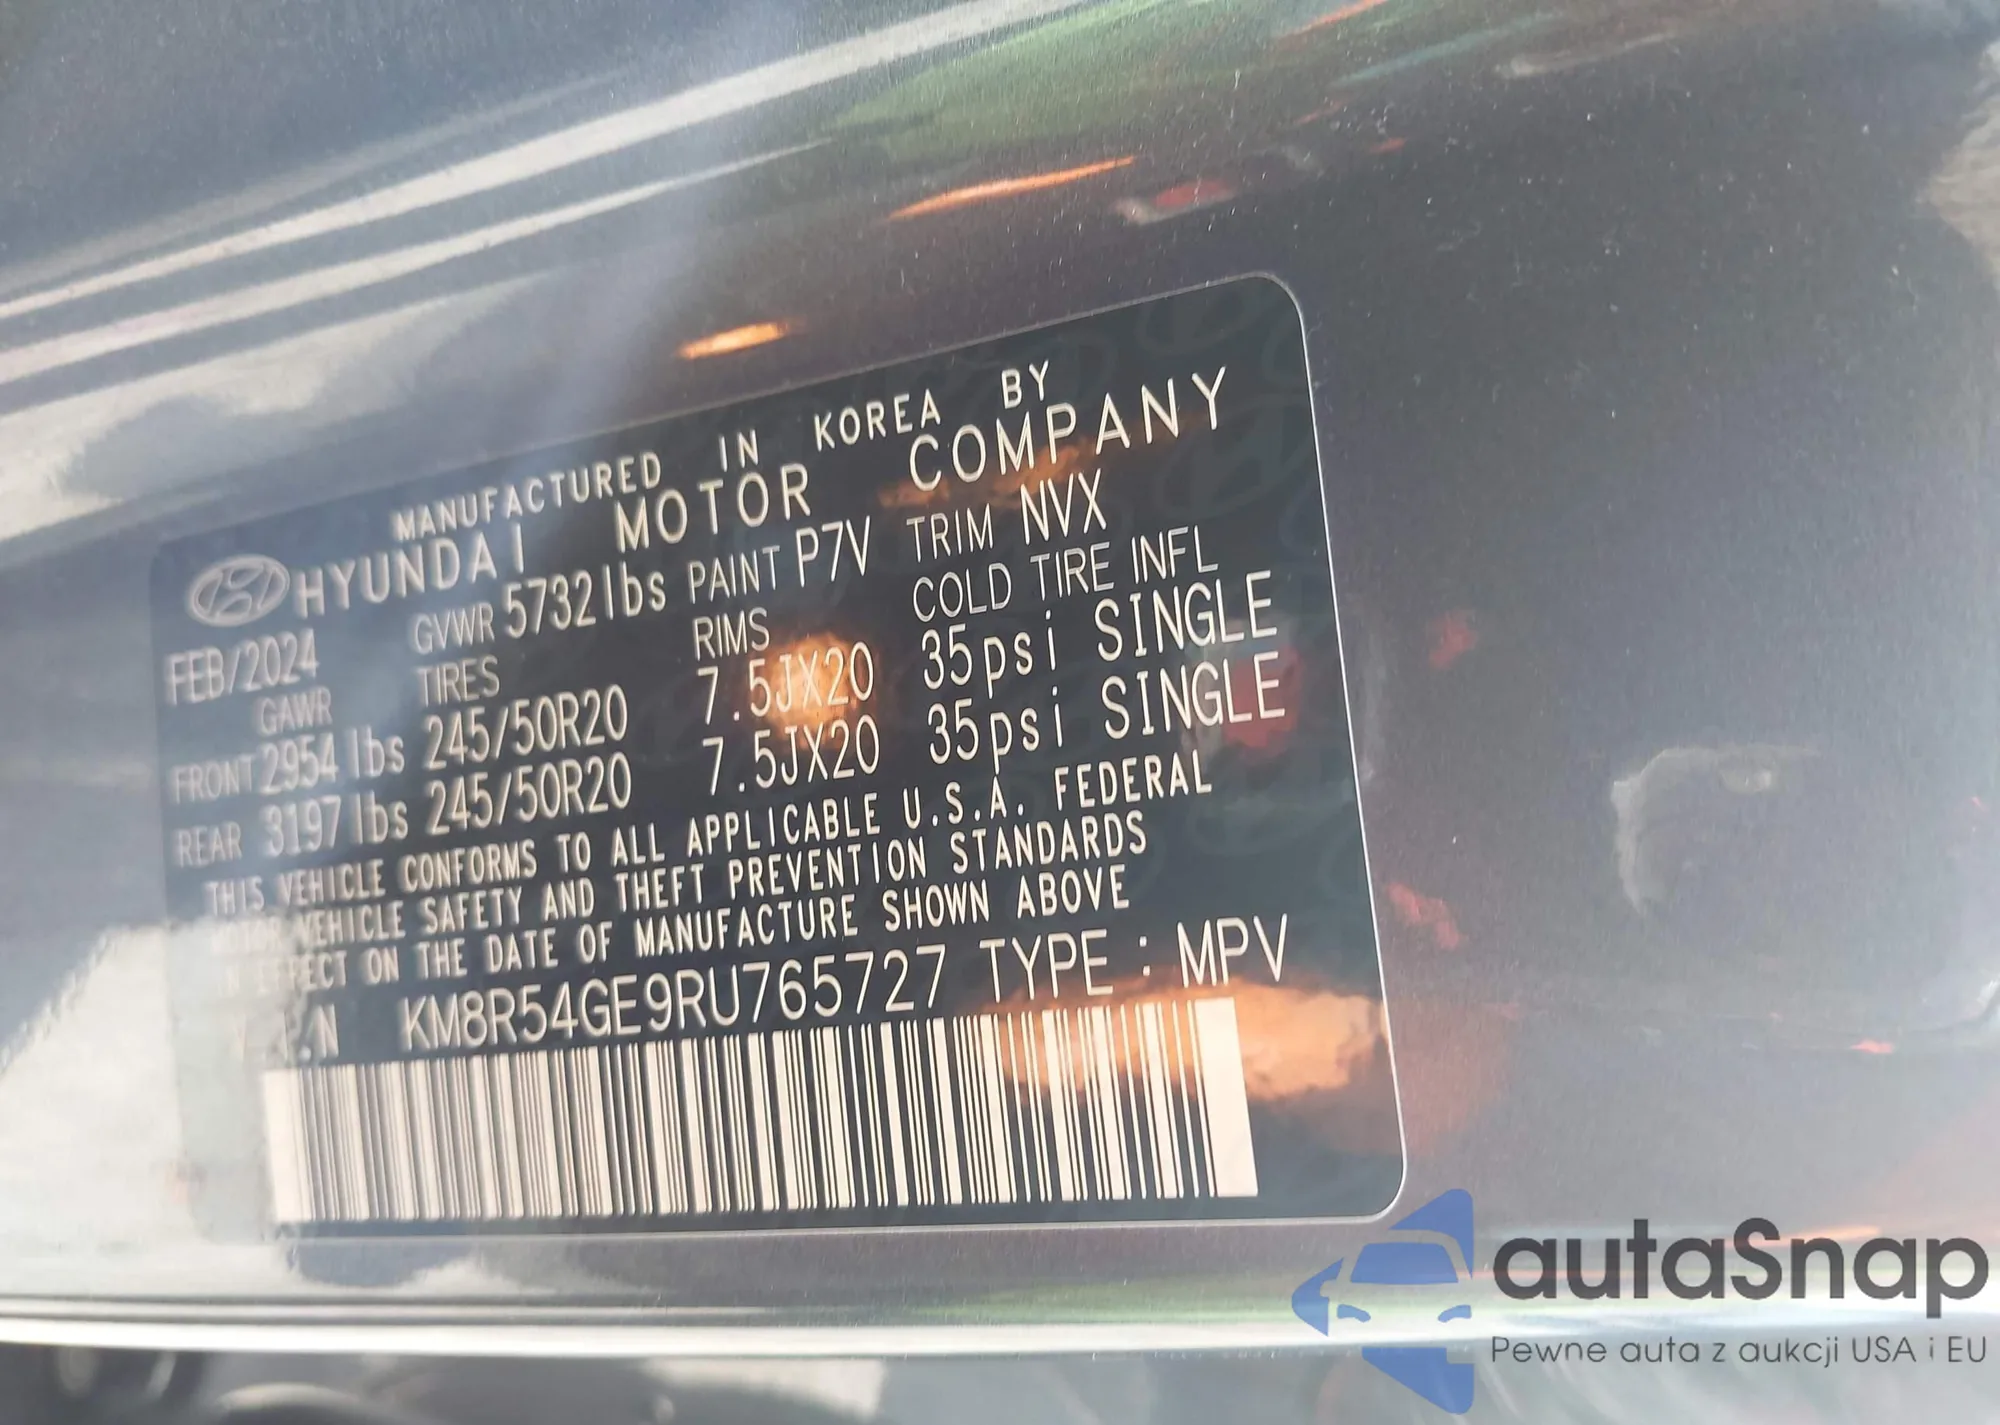 MANUFACTURED IN KOREA BY
HYUNDAI MOTOR COMPANY
FEB/2024 GVWR 5732lbs PAINT P7V TRIM NVX
GAWR TIRES RIMS COLD TIRE INFL
FRONT 2954lbs 245/50R20 7.5JX20 35psi SINGLE
REAR 3197lbs 245/50R20 7.5JX20 35psi SINGLE
THIS VEHICLE CONFORMS TO ALL APPLICABLE U.S.A. FEDERAL
MOTOR VEHICLE SAFETY AND THEFT PREVENTION STANDARDS
IN EFFECT ON THE DATE OF MANUFACTURE SHOWN ABOVE
V.I.N KM8R54GE9RU765727 TYPE : MPV
autaSnap
Pewne auta z aukcji USA i EU